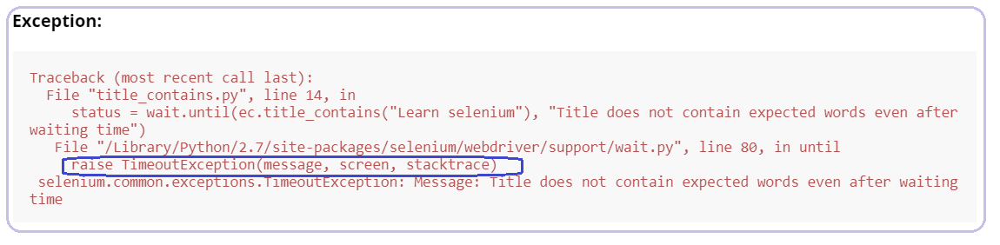 Exception:
Traceback (most recent call last):
File "title_contains.py", line 14, in
status = wait.until(ec.title_contains("Learn selenium"), "Title does not contain expected words even after
waiting time")
File "/Library/Python/2.7/site-packages/selenium/webdriver/support/wait.py", line 80, in until
raise TimeoutException(message, screen, stacktrace)
selenium.common.exceptions.TimeoutException: Message: Title does not contain expected words even after waiting
time